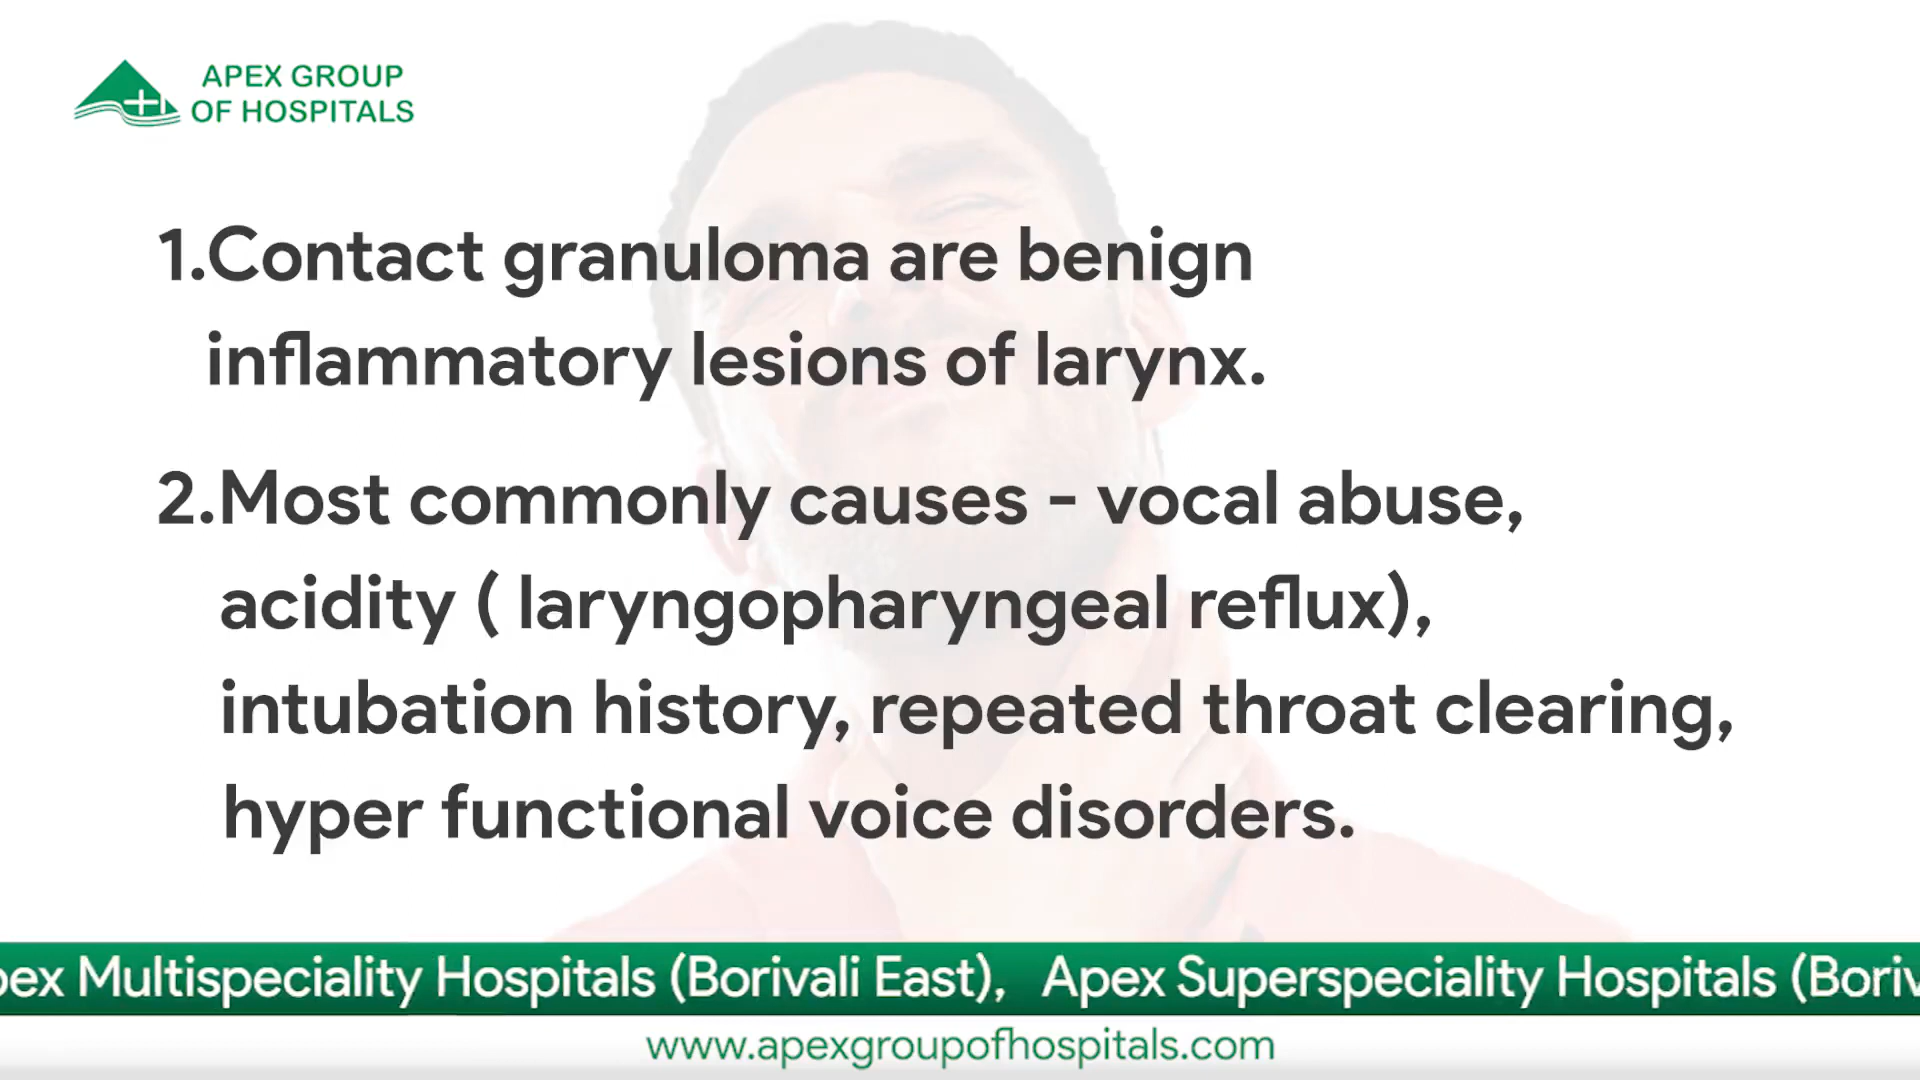 APEX GROUP
OF HOSPITALS
1.Contact granuloma are benign
inflammatory lesions of larynx.
2.Most commonly causes - vocal abuse,
acidity ( laryngopharyngeal reflux),
intubation history, repeated throat clearing,
hyper functional voice disorders.
Multispeciality Hospitals (Borivali East), Apex Superspeciality Hospitals
www.apexgroupofhospitals.com